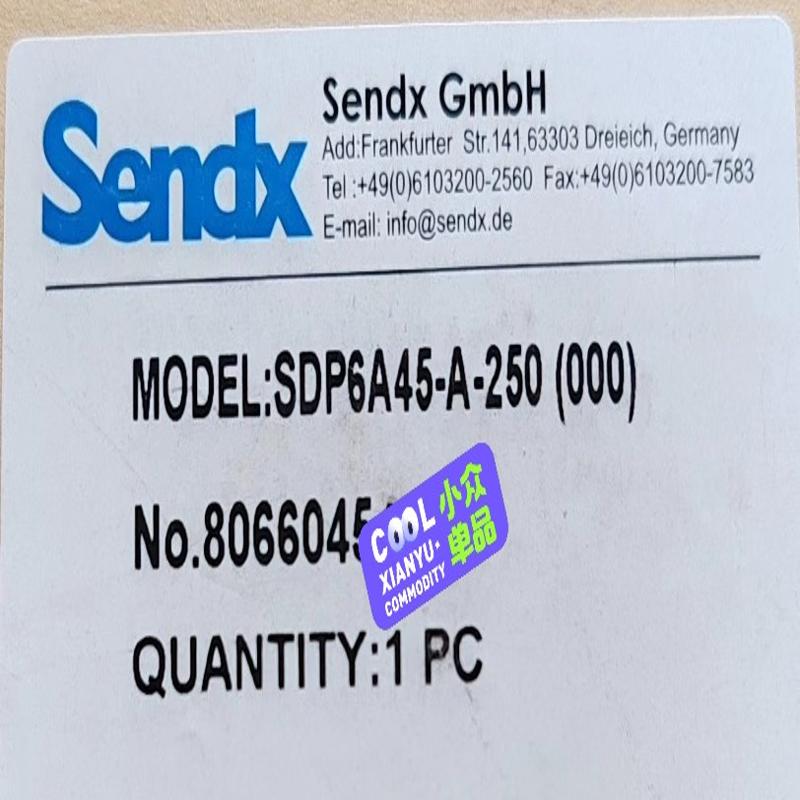 Sendx
Sendx GmbH
Add:Frankfurter Str.141,63303 Dreieich, Germany
Tel :+49(0)6103200-2560 Fax:+49(0)6103200-7583
E-mail: info@sendx.de
MODEL:SDP6A45-A-250 (000)
No.8066045
COOL 小众
XIANYU· 单品
COMMODITY
QUANTITY:1 PC